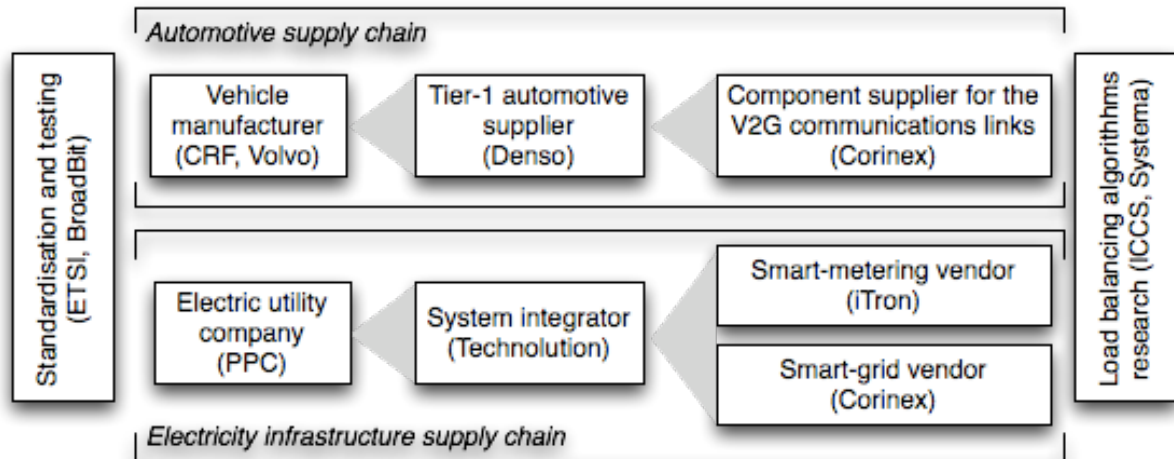 Automotive supply chain
Standardisation and testing
(ETSI, BroadBit)
Vehicle
manufacturer
(CRF, Volvo)
Tier-1 automotive
supplier
(Denso)
Component supplier for the
V2G communications links
(Corinex)
Load balancing algorithhms
research (ICCS, Systema)
Electric utility
company
(PPC)
System integrator
(Technolution)
Smart-metering vendor
(iTron)
Smart-grid vendor
(Corinex)
Electricity infrastructure supply chain